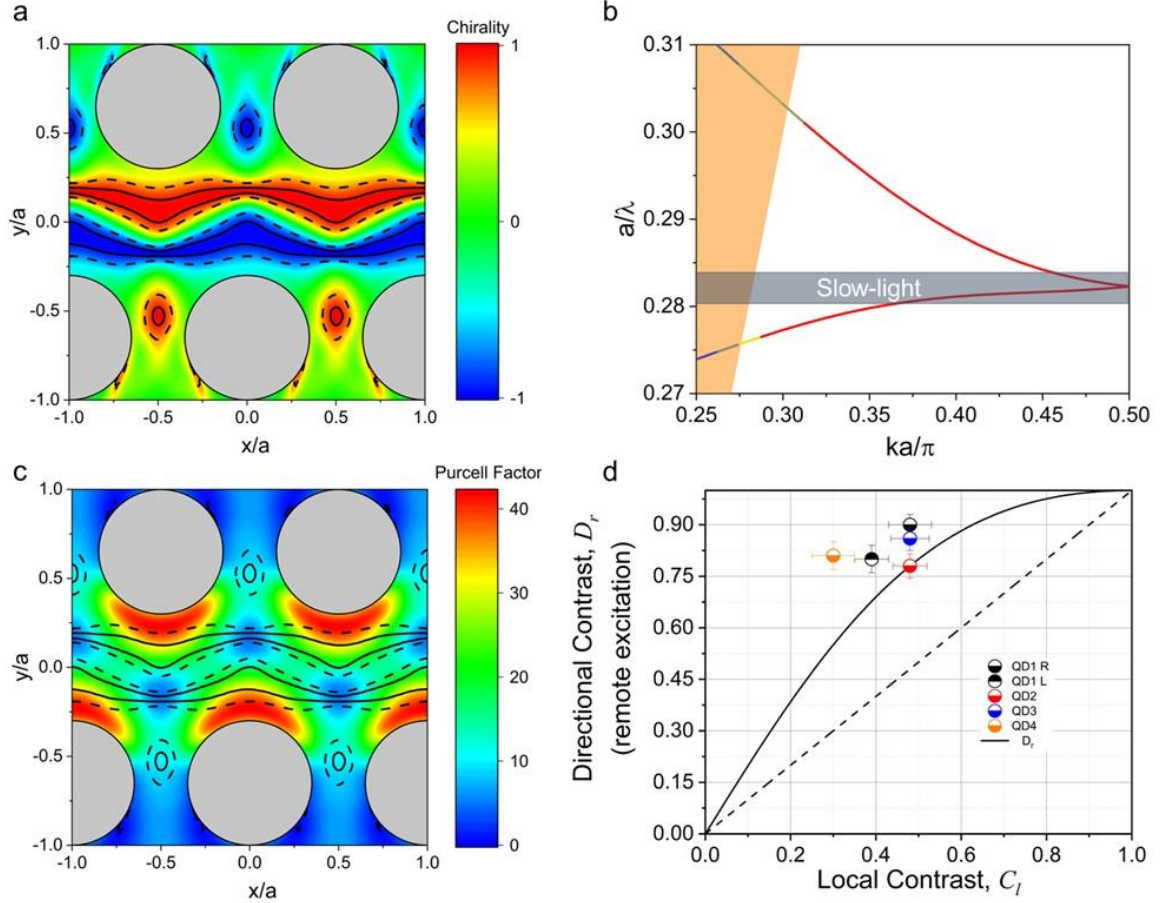 a
Chirality
1.0
0.5
0.0
-0.5
-1.0
y/a
-1.0 -0.5 0.0 0.5 1.0
x/a
1
0
-1
b
0.31
0.30
0.29
0.28
0.27
a/λ
Slow-light
0.25 0.30 0.35 0.40 0.45 0.50
ka/π
c
Purcell Factor
1.0
0.5
0.0
-0.5
-1.0
y/a
-1.0 -0.5 0.0 0.5 1.0
x/a
40
30
20
10
0
d
Directional Contrast, Dr
(remote excitation)
0.90
0.75
0.60
0.45
0.30
0.15
0.00
QD1 R
QD1 L
QD2
QD3
QD4
Dr
0.0 0.2 0.4 0.6 0.8 1.0
Local Contrast, Cl